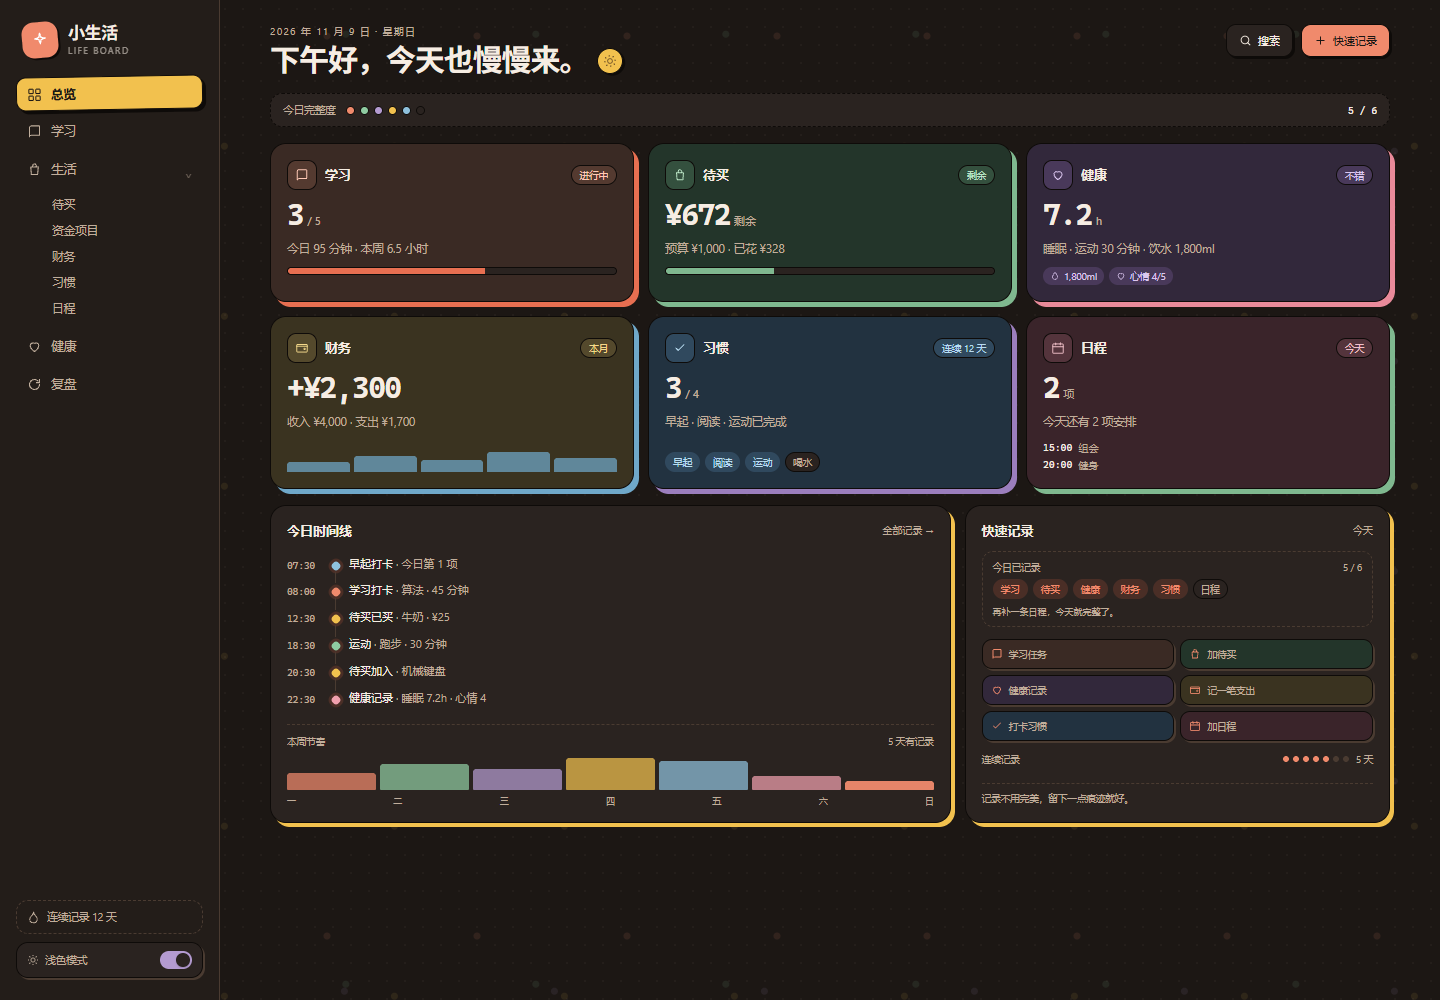 小生活
LIFE BOARD
总览
学习
生活
待买
资金项目
财务
习惯
日程
健康
复盘
连续记录 12 天
浅色模式
2026 年 11 月 9 日 · 星期日
下午好，今天也慢慢来。
搜索
快速记录
今日完整度
5 / 6
学习
进行中
3 / 5
今日 95 分钟 · 本周 6.5 小时
待买
剩余
¥672 剩余
预算 ¥1,000 · 已花 ¥328
健康
不错
7.2 h
睡眠 · 运动 30 分钟 · 饮水 1,800ml
1,800ml
心情 4/5
财务
本月
+¥2,300
收入 ¥4,000 · 支出 ¥1,700
习惯
连续 12 天
3 / 4
早起 · 阅读 · 运动已完成
早起
阅读
运动
喝水
日程
今天
2 项
今天还有 2 项安排
15:00 组会
20:00 健身
今日时间线
全部记录 →
07:30 早起打卡 · 今日第 1 项
08:00 学习打卡 · 算法 · 45 分钟
12:30 待买已买 · 牛奶 · ¥25
18:30 运动 · 跑步 · 30 分钟
20:30 待买加入 · 机械键盘
22:30 健康记录 · 睡眠 7.2h · 心情 4
本周节奏
5 天有记录
一 二 三 四 五 六 日
快速记录
今天
今日已记录
5 / 6
学习 待买 健康 财务 习惯 日程
再补一条日程，今天就完整了。
学习任务
加待买
健康记录
记一笔支出
打卡习惯
加日程
连续记录
5 天
记录不用完美，留下一点痕迹就好。